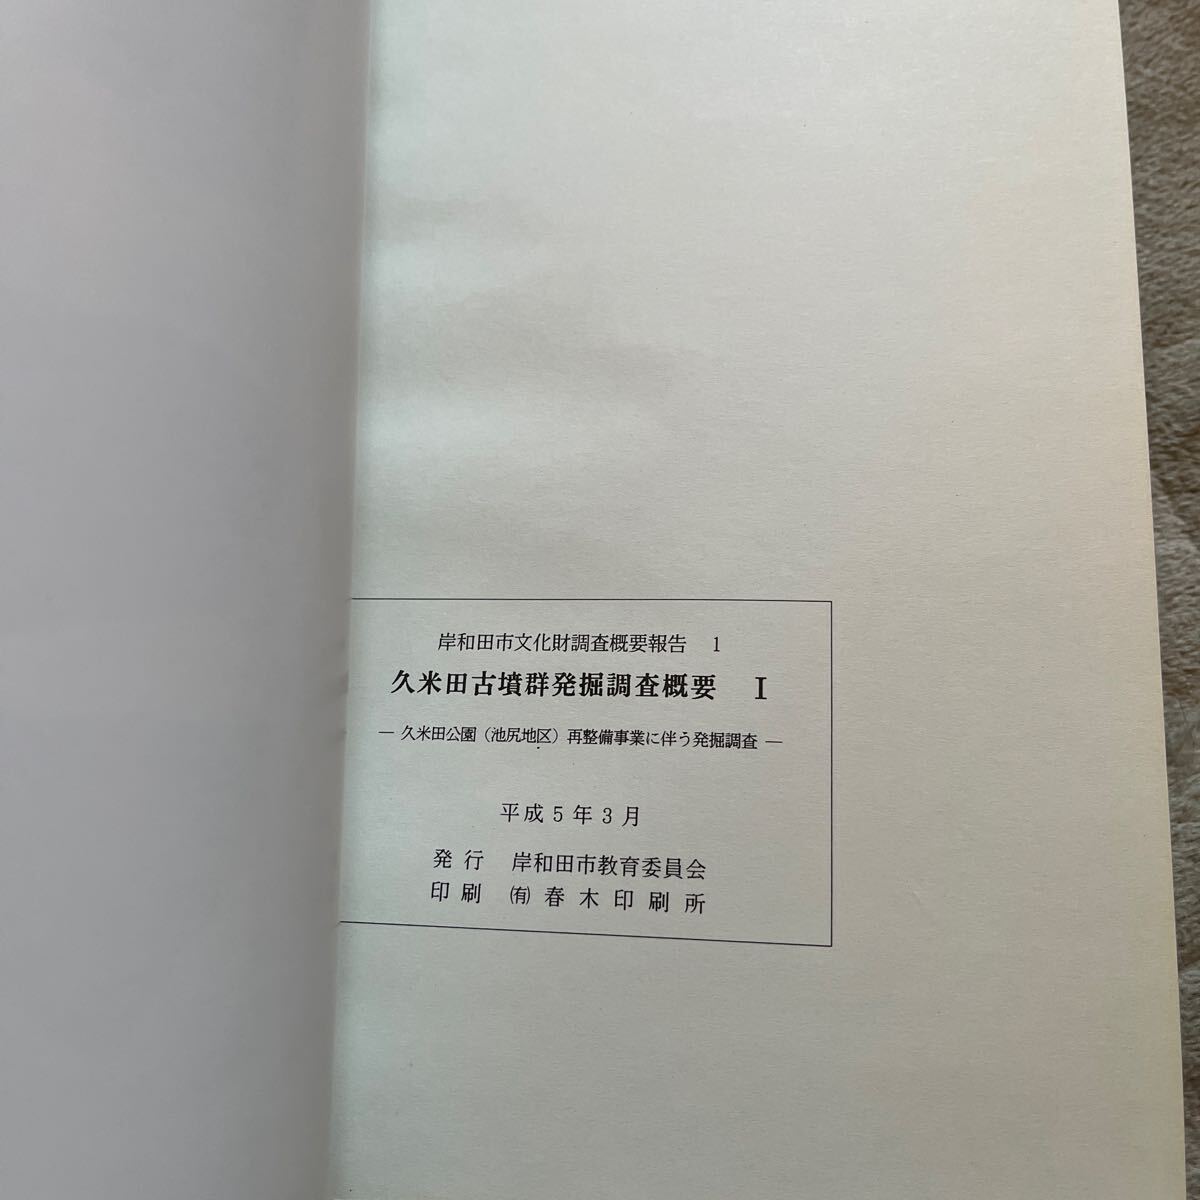 岸和田市文化財調査概要報告 1
久米田古墳群発掘調査概要 I
― 久米田公園（池尻地区）再整備事業に伴う発掘調査 ―
平成5年3月
発行 岸和田市教育委員会
印刷 ㈲春木印刷所